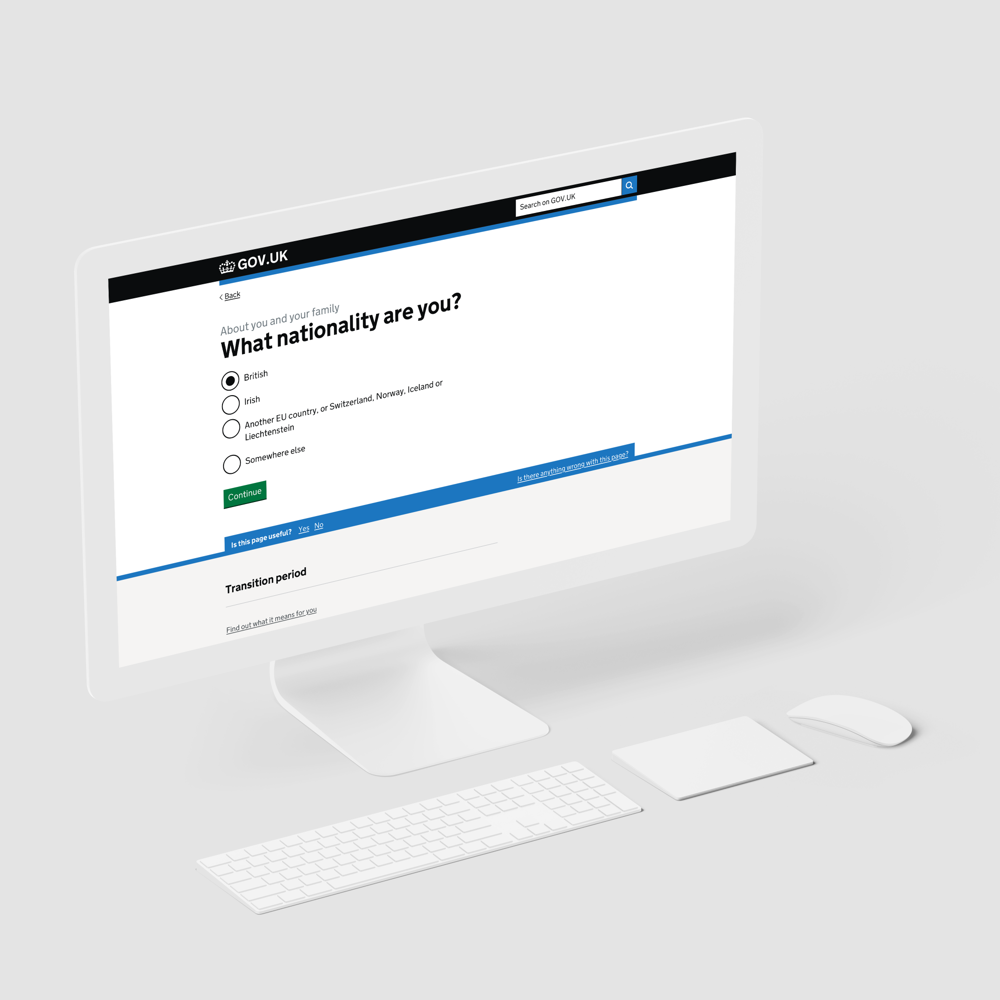 GOV.UK
Search on GOV.UK
Back
About you and your family
What nationality are you?
British
Irish
Another EU country, or Switzerland, Norway, Iceland or
Liechtenstein
Somewhere else
Continue
Is this page useful? Yes No
Is there anything wrong with this page?
Transition period
Find out what it means for you